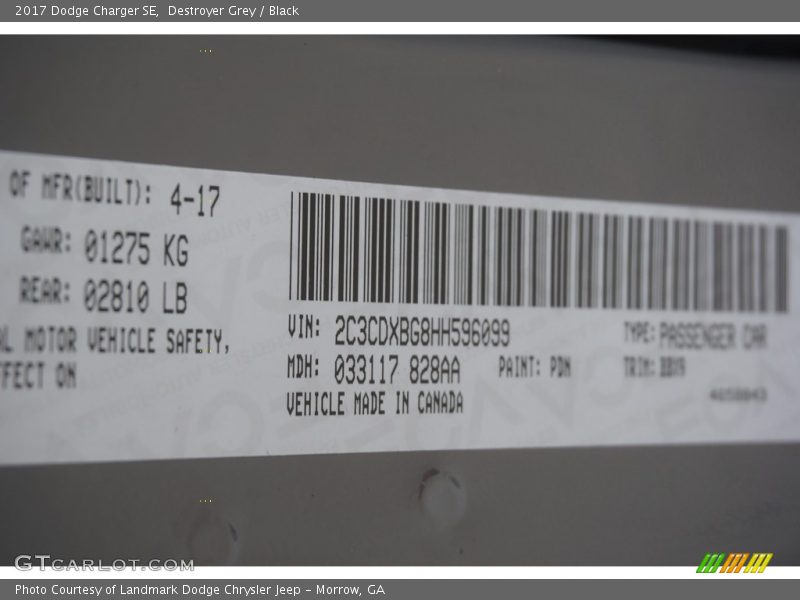 2017 Dodge Charger SE, Destroyer Grey / Black
OF MFR(BUILT): 4-17
GAWR: 01275 KG
REAR: 02810 LB
MOTOR VEHICLE SAFETY,
ON
VIN: 2C3CDXBG8HH596099
MDH: 033117 828AA PAINT: PDN
VEHICLE MADE IN CANADA
TYPE: PASSENGER CAR
TRIM:
GTCARLOT.COM
Photo Courtesy of Landmark Dodge Chrysler Jeep – Morrow, GA